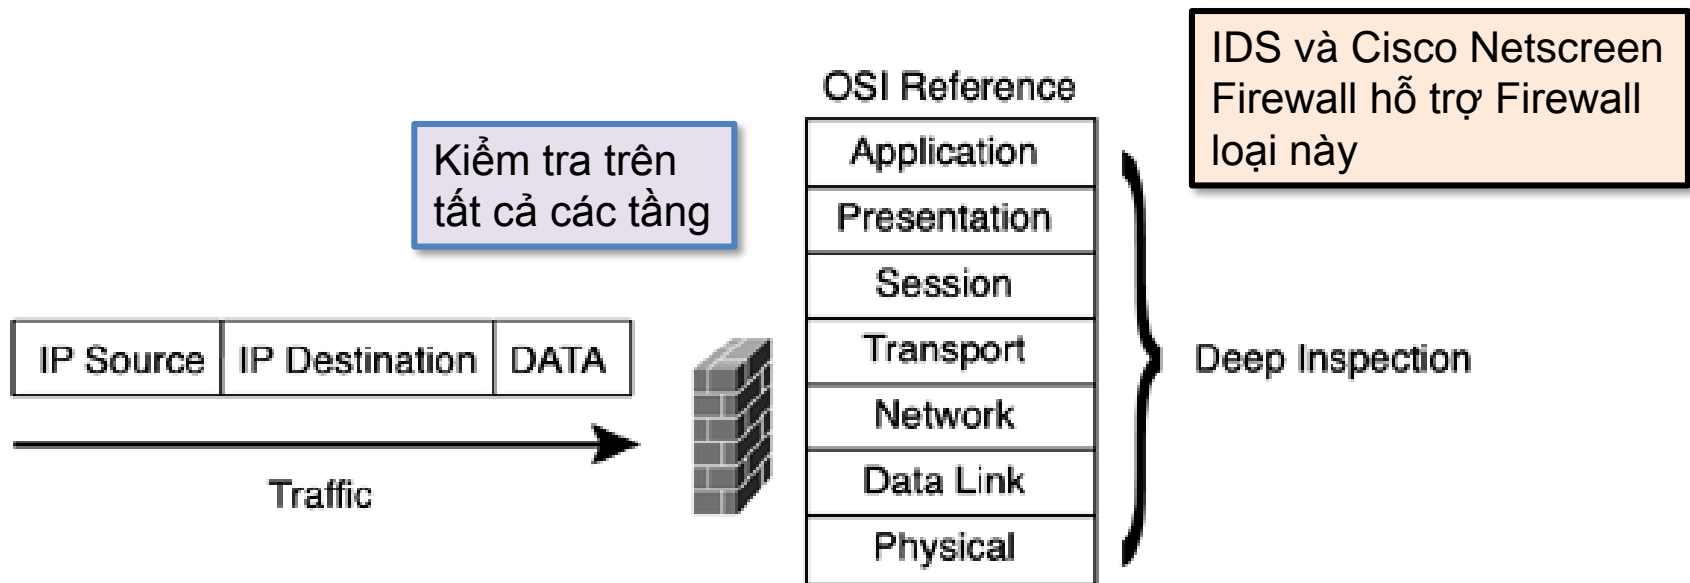 IDS và Cisco Netscreen
Firewall hỗ trợ Firewall
loại này
Kiểm tra trên
tất cả các tầng
OSI Reference
Application
Presentation
Session
Transport
Network
Data Link
Physical
IP Source IP Destination DATA
Traffic
Deep Inspection